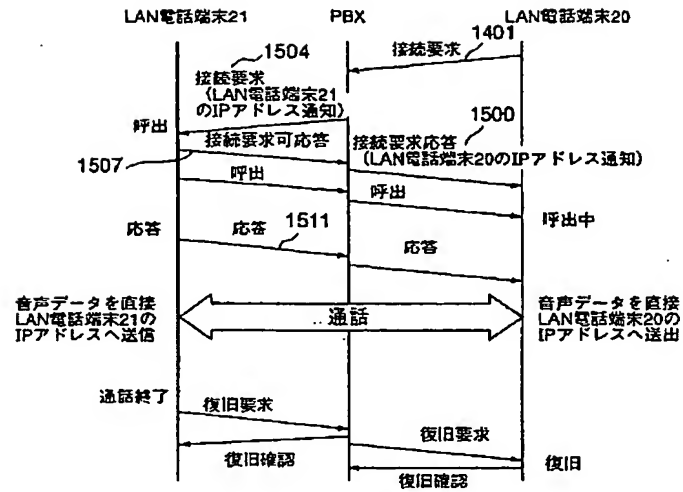 LAN電話端末21
PBX
LAN電話端末20
1504
1401
接続要求
接続要求
(LAN電話端末21
のIPアドレス通知)
1500
呼出
接続要求可応答
接続要求応答
(LAN電話端末20のIPアドレス通知)
1507
呼出
呼出
呼出中
応答
応答
1511
応答
音声データを直接
LAN電話端末21の
IPアドレスへ送信
通話
音声データを直接
LAN電話端末20の
IPアドレスへ送出
通話終了
復旧要求
復旧要求
復旧確認
復旧
復旧確認